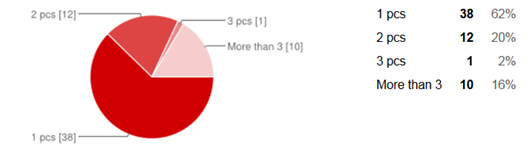 2 pcs [12]
3 pcs [1]
More than 3 [10]
1 pcs [38]
1 pcs 38 62%
2 pcs 12 20%
3 pcs 1 2%
More than 3 10 16%